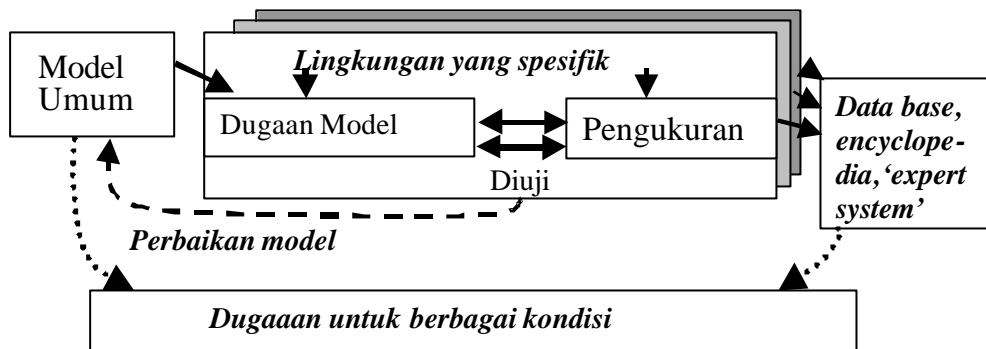 Model
Umum
Lingkungan yang spesifik
Dugaan Model
Pengukuran
Diuji
Perbaikan model
Data base,
encyclope-
dia, ‘expert
system’
Dugaaan untuk berbagai kondisi